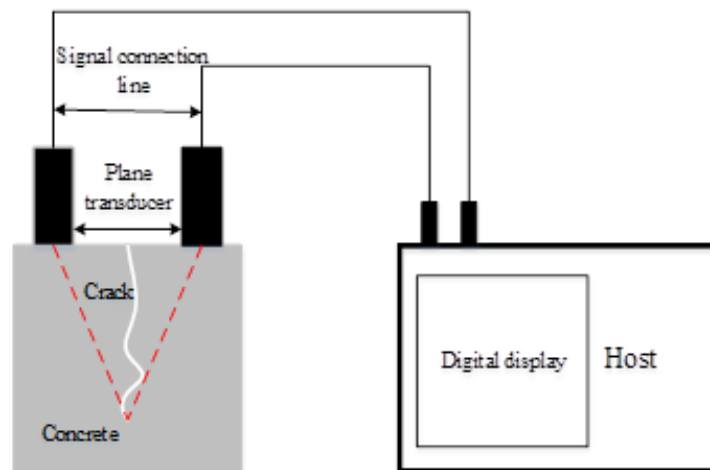 Signal connection
line
Plane
transducer
Crack
Concrete
Digital display
Host